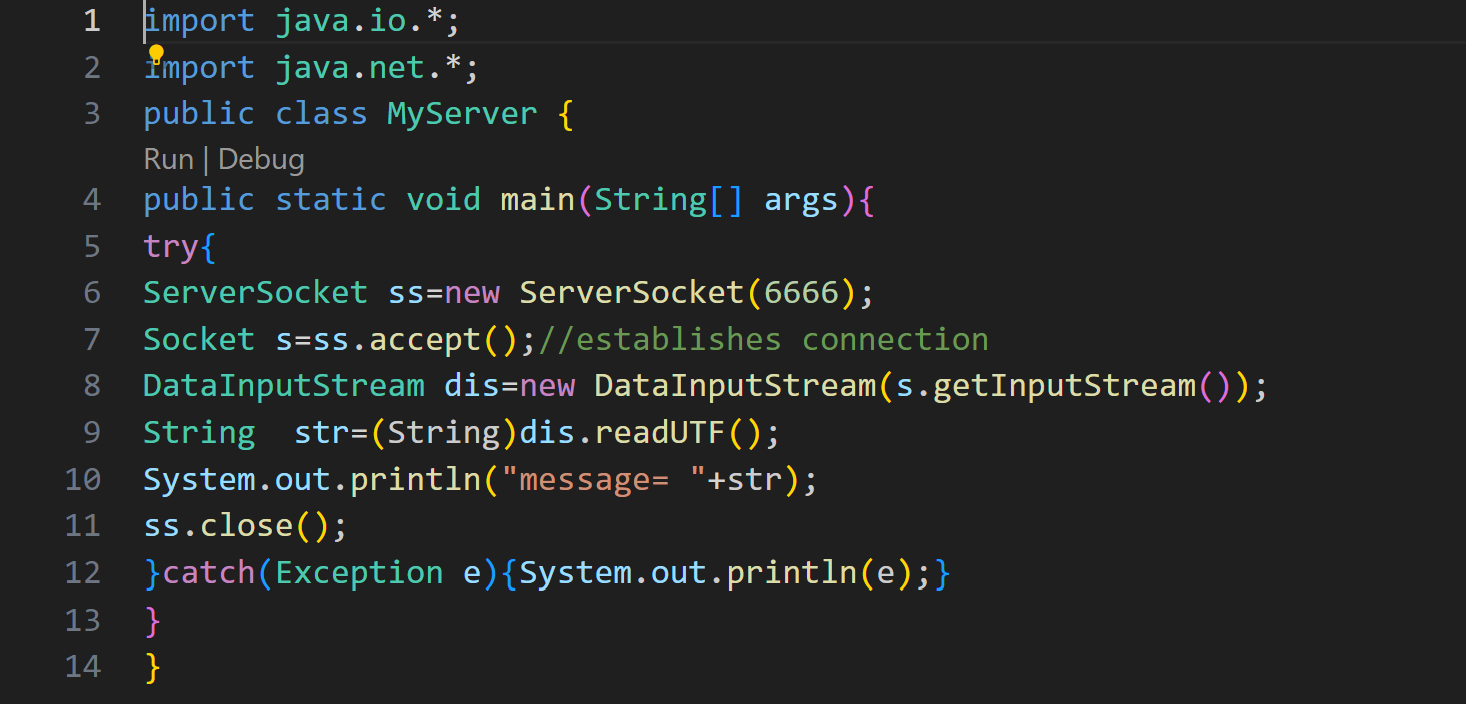 1 import java.io.*;
2 import java.net.*;
3 public class MyServer {
Run | Debug
4 public static void main(String[] args){
5 try{
6 ServerSocket ss=new ServerSocket(6666);
7 Socket s=ss.accept();//establishes connection
8 DataInputStream dis=new DataInputStream(s.getInputStream());
9 String  str=(String)dis.readUTF();
10 System.out.println("message= "+str);
11 ss.close();
12 }catch(Exception e){System.out.println(e);}
13 }
14 }